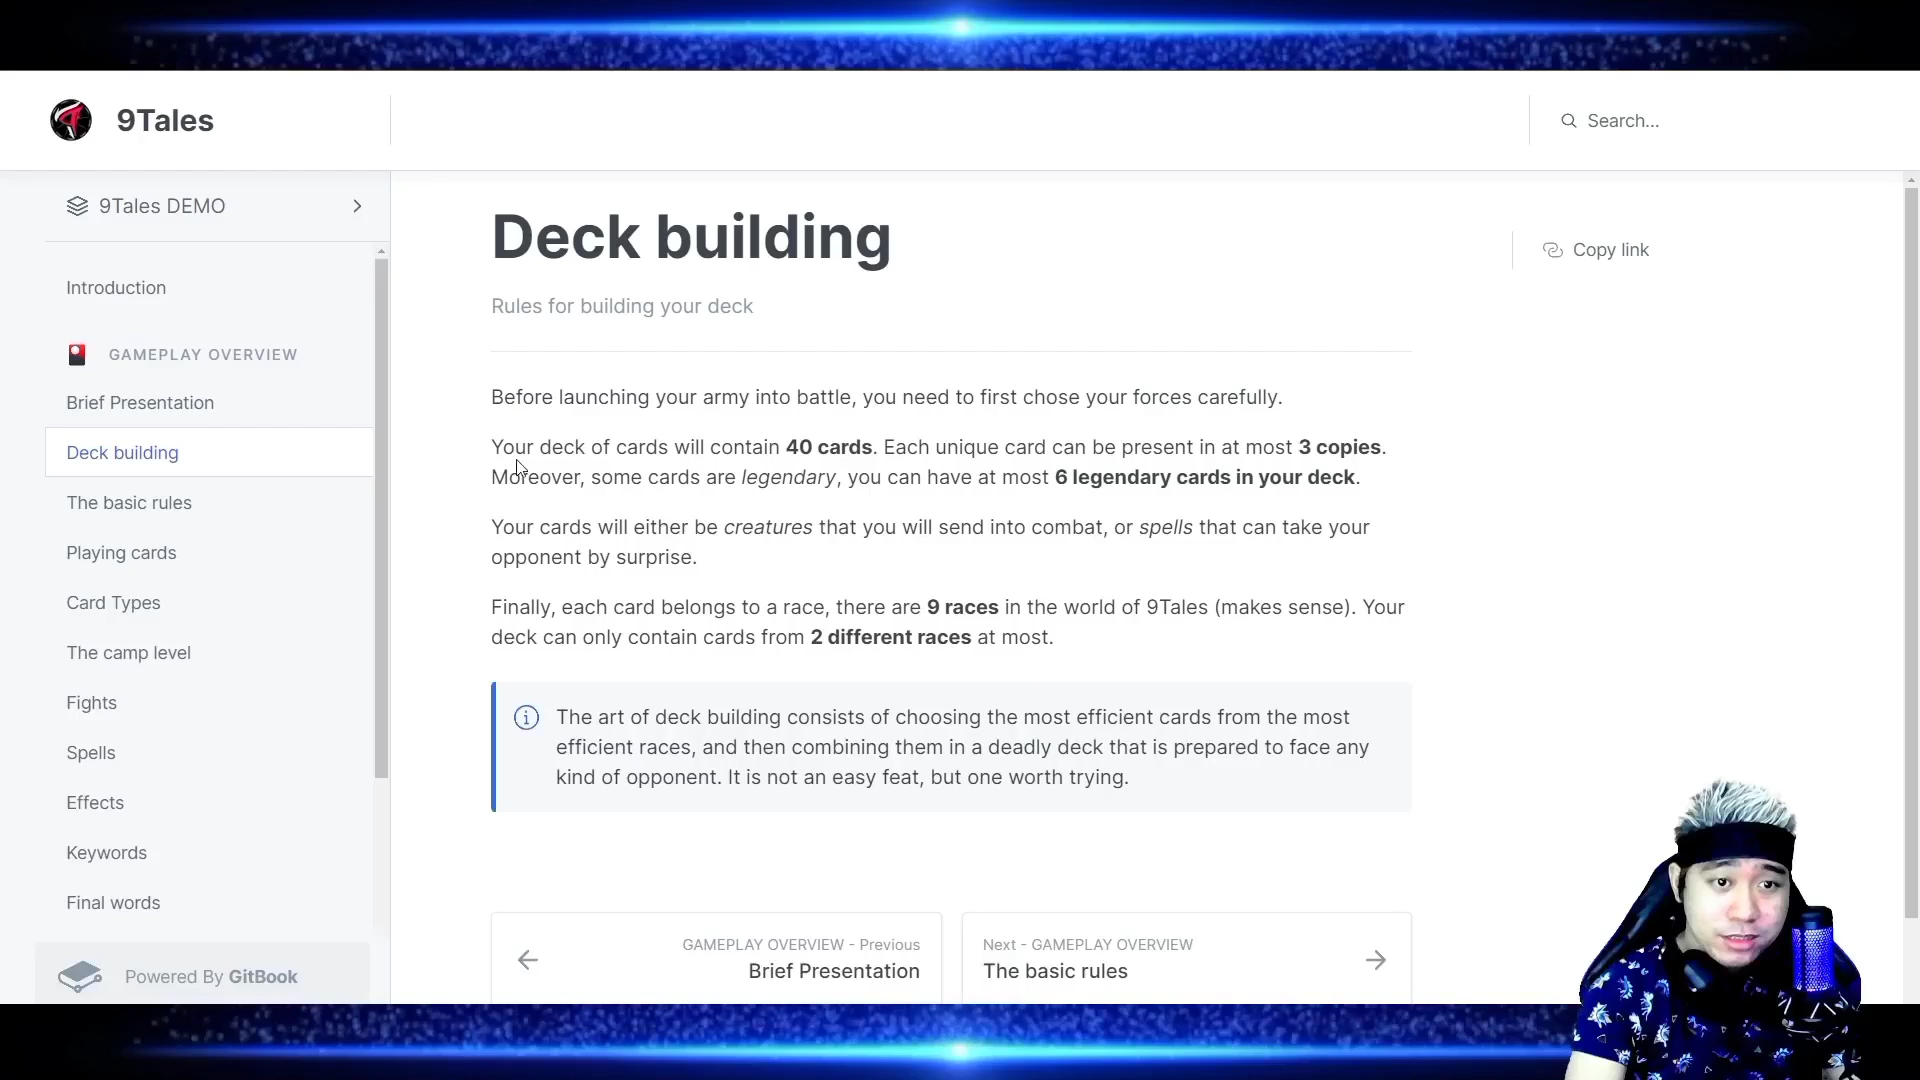 9Tales
Search...
9Tales DEMO
Introduction
GAMEPLAY OVERVIEW
Brief Presentation
Deck building
The basic rules
Playing cards
Card Types
The camp level
Fights
Spells
Effects
Keywords
Final words
Powered By GitBook
Deck building
Copy link
Rules for building your deck
Before launching your army into battle, you need to first chose your forces carefully.
Your deck of cards will contain 40 cards. Each unique card can be present in at most 3 copies.
Moreover, some cards are legendary, you can have at most 6 legendary cards in your deck.
Your cards will either be creatures that you will send into combat, or spells that can take your
opponent by surprise.
Finally, each card belongs to a race, there are 9 races in the world of 9Tales (makes sense). Your
deck can only contain cards from 2 different races at most.
The art of deck building consists of choosing the most efficient cards from the most
efficient races, and then combining them in a deadly deck that is prepared to face any
kind of opponent. It is not an easy feat, but one worth trying.
GAMEPLAY OVERVIEW - Previous
Brief Presentation
Next - GAMEPLAY OVERVIEW
The basic rules